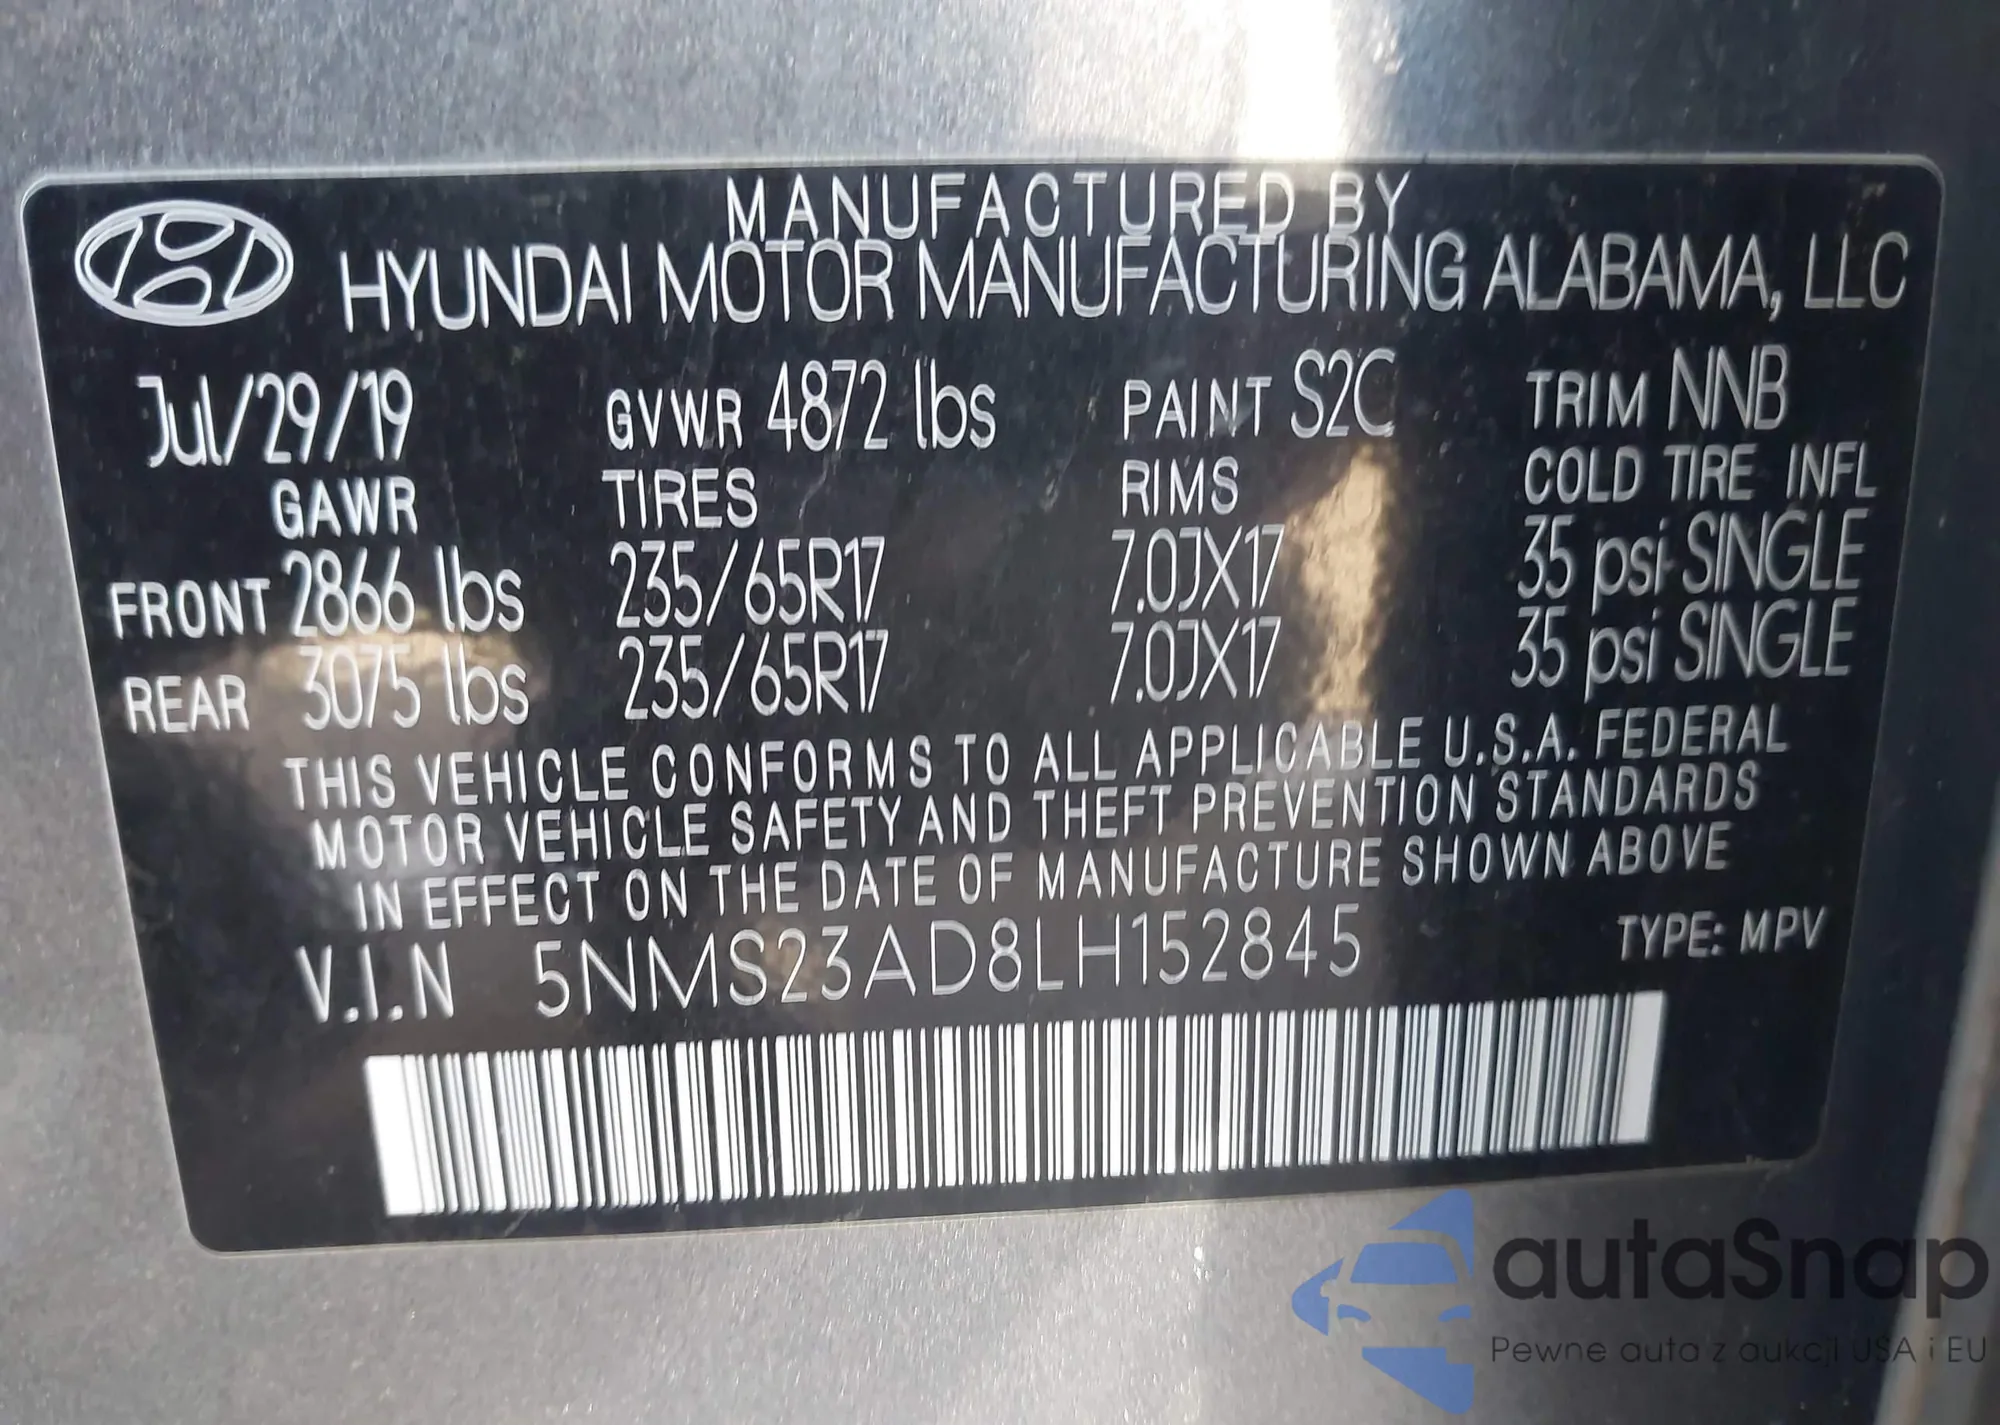 MANUFACTURED BY
HYUNDAI MOTOR MANUFACTURING ALABAMA, LLC
Jul/29/19 GVWR 4872 lbs PAINT S2C TRIM NNB
GAWR TIRES RIMS COLD TIRE INFL
FRONT 2866 lbs 235/65R17 7.0JX17 35 psi SINGLE
REAR 3075 lbs 235/65R17 7.0JX17 35 psi SINGLE
THIS VEHICLE CONFORMS TO ALL APPLICABLE U.S.A. FEDERAL
MOTOR VEHICLE SAFETY AND THEFT PREVENTION STANDARDS
IN EFFECT ON THE DATE OF MANUFACTURE SHOWN ABOVE
V.I.N 5NMS23AD8LH152845 TYPE: MPV
autaSnap
Pewne auta z aukcji USA i EU